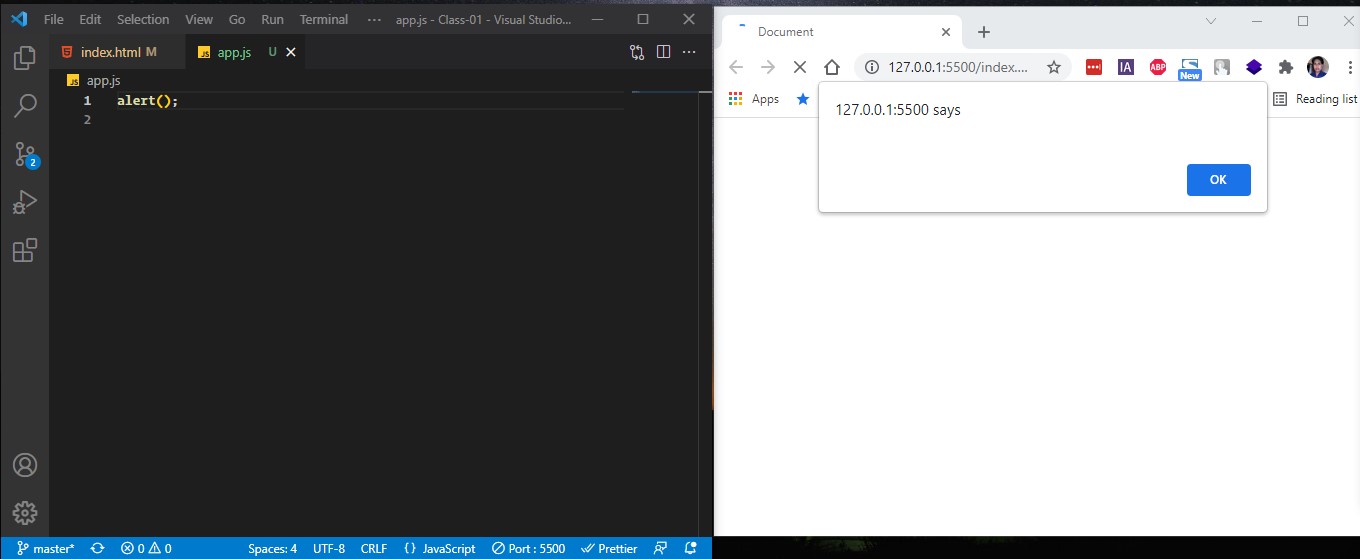 File Edit Selection View Go Run Terminal ··· app.js - Class-01 - Visual Studio...
index.html M app.js U
JS app.js
1 alert();
2
2
master* 0 0 Spaces: 4 UTF-8 CRLF {} JavaScript Port : 5500 Prettier
Document
127.0.0.1:5500/index....
IA ABP New
Apps Reading list
127.0.0.1:5500 says
OK